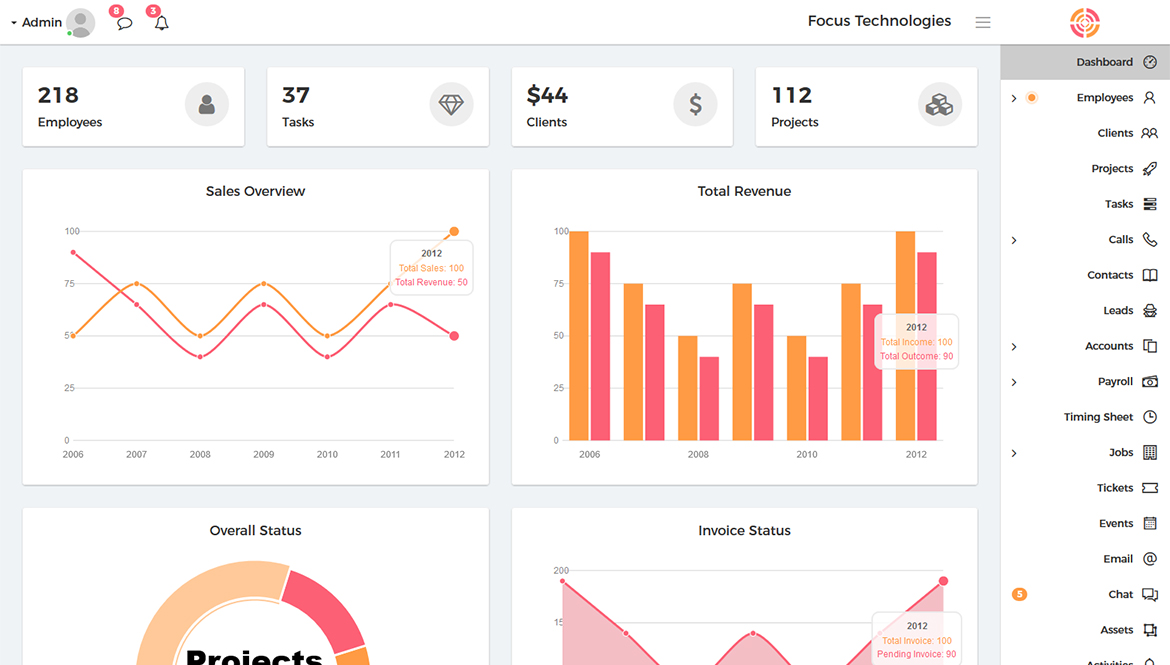 Admin
8
3
Focus Technologies
218
Employees
37
Tasks
$44
Clients
$
112
Projects
Sales Overview
100
75
50
25
0
2006 2007 2008 2009 2010 2011 2012
2012
Total Sales: 100
Total Revenue: 50
Total Revenue
100
75
50
25
0
2006 2008 2010 2012
2012
Total Income: 100
Total Outcome: 90
Overall Status
Projects
Invoice Status
200
15
2012
Total Invoice: 100
Pending Invoice: 90
Dashboard
Employees
Clients
Projects
Tasks
Calls
Contacts
Leads
Accounts
Payroll
Timing Sheet
Jobs
Tickets
Events
Email
5 Chat
Assets
Activities